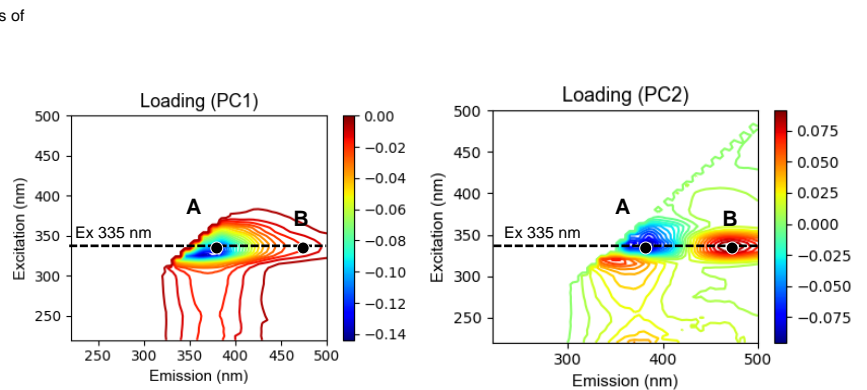 s of
Loading (PC1)
500
450
400
350
300
250
Excitation (nm)
A
B
Ex 335 nm
250 300 350 400 450 500
Emission (nm)
0.00
−0.02
−0.04
−0.06
−0.08
−0.10
−0.12
−0.14
Loading (PC2)
500
450
400
350
300
250
Excitation (nm)
A
B
Ex 335 nm
300 400 500
Emission (nm)
0.075
0.050
0.025
0.000
−0.025
−0.050
−0.075